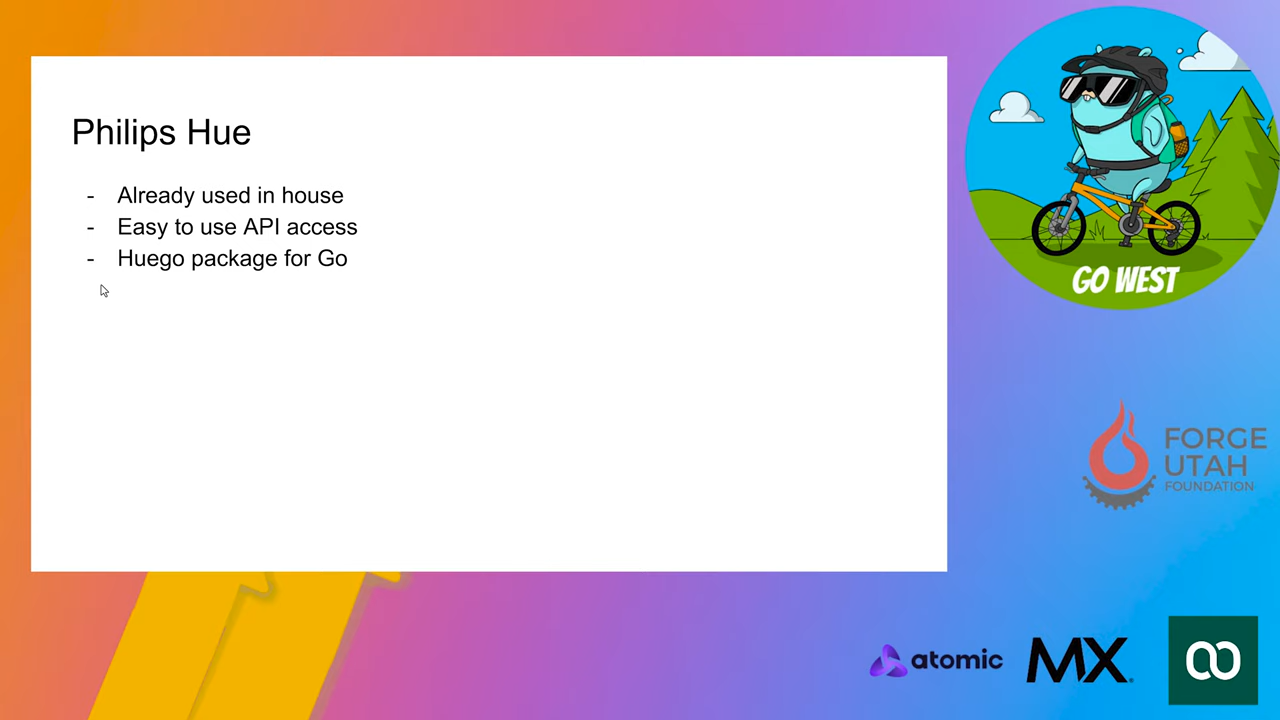 Philips Hue
- Already used in house
- Easy to use API access
- Huego package for Go
GO WEST
FORGE
UTAH
FOUNDATION
atomic
MX